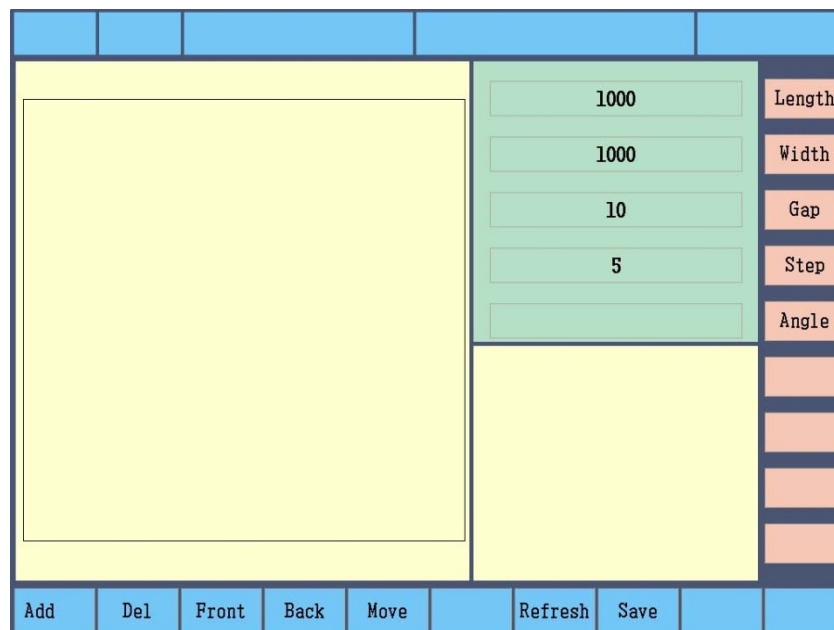 1000 Length
1000 Width
10 Gap
5 Step
Angle
Add Del Front Back Move Refresh Save